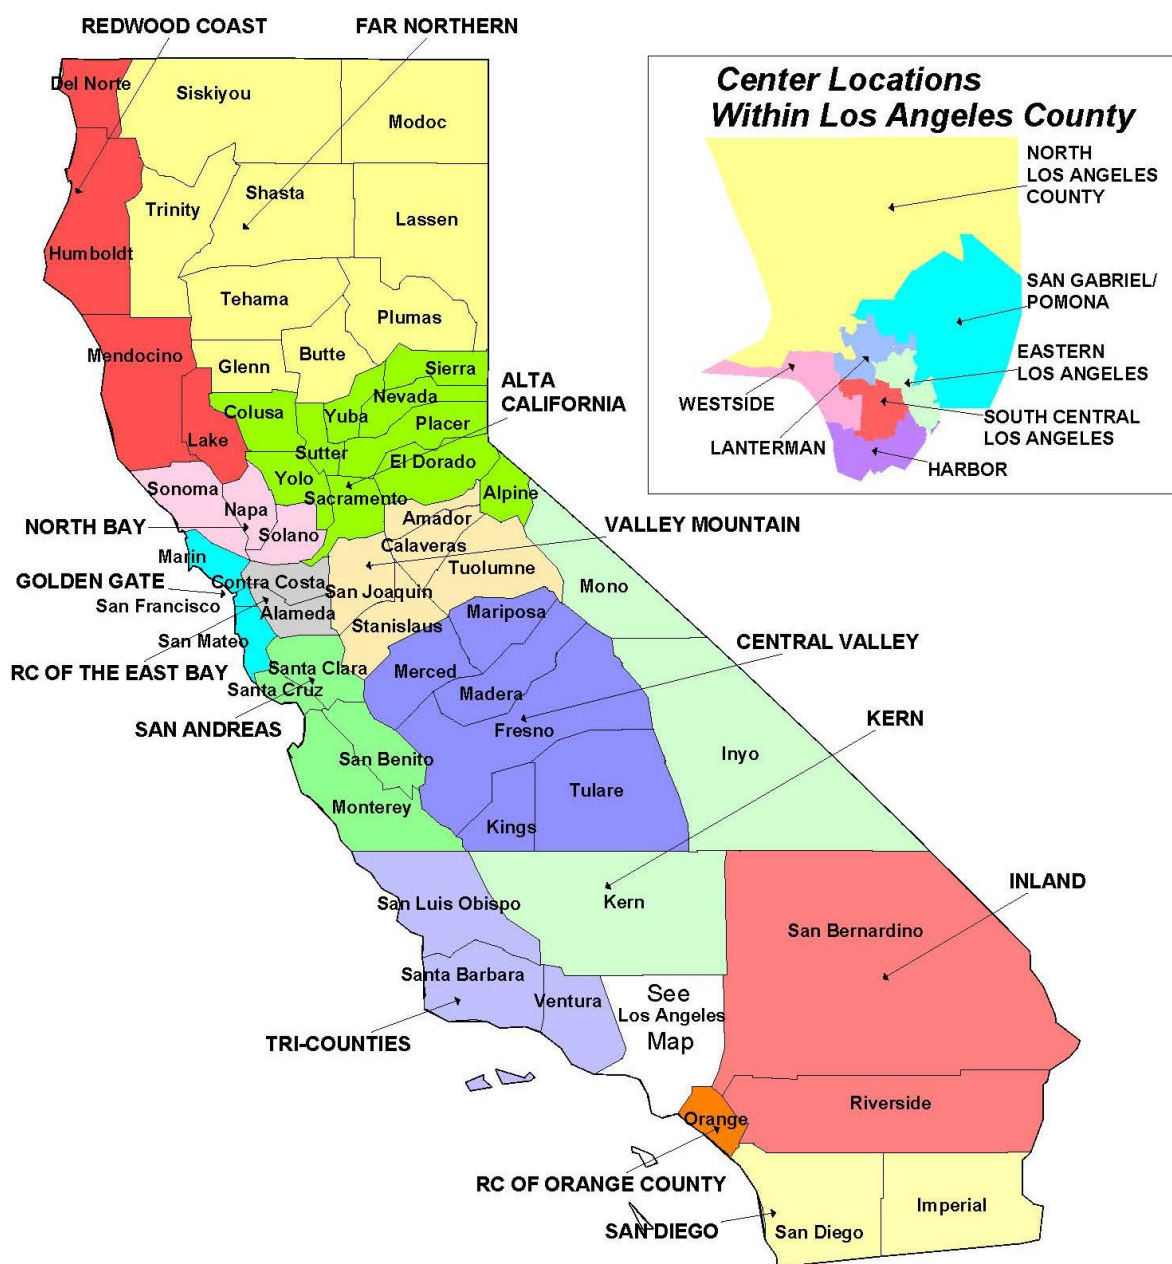 REDWOOD COAST
FAR NORTHERN
Del Norte
Siskiyou
Modoc
Shasta
Trinity
Lassen
Humboldt
Tehama
Plumas
Mendocino
Glenn
Butte
Sierra
Nevada
Colusa
Yuba
Placer
Lake
Sutter
El Dorado
Yolo
Sacramento
Alpine
Sonoma
Napa
Solano
Amador
Calaveras
Tuolumne
Mono
Marin
Contra Costa
San Joaquin
San Francisco
Alameda
Stanislaus
Mariposa
San Mateo
Santa Clara
Merced
Santa Cruz
Madera
Fresno
San Benito
Inyo
Monterey
Tulare
Kings
San Luis Obispo
Kern
San Bernardino
Santa Barbara
Ventura
See
Los Angeles
Map
Orange
Riverside
Imperial
San Diego
ALTA
CALIFORNIA
NORTH BAY
VALLEY MOUNTAIN
GOLDEN GATE
RC OF THE EAST BAY
CENTRAL VALLEY
SAN ANDREAS
KERN
INLAND
TRI-COUNTIES
RC OF ORANGE COUNTY
SAN DIEGO
Center Locations
Within Los Angeles County
NORTH
LOS ANGELES
COUNTY
SAN GABRIEL/
POMONA
EASTERN
LOS ANGELES
WESTSIDE
SOUTH CENTRAL
LOS ANGELES
LANTERMAN
HARBOR